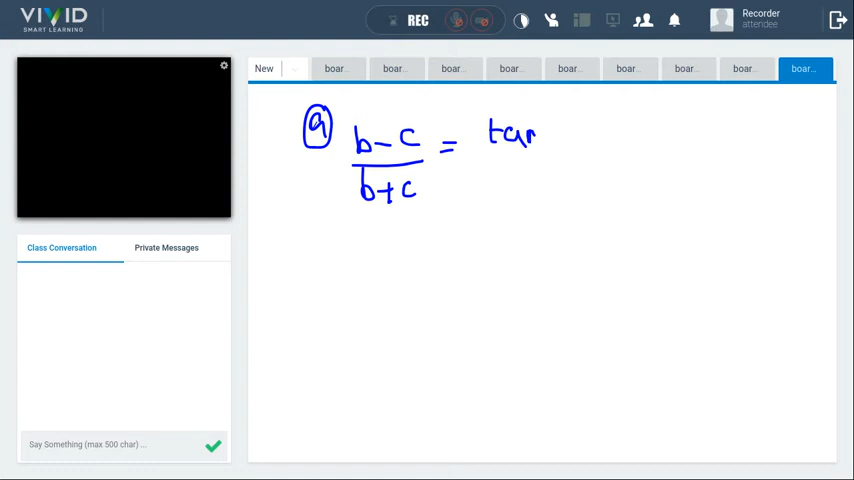 VIVID
SMART LEARNING
REC
Recorder
attendee
New
boar...
boar...
boar...
boar...
boar...
boar...
boar...
boar...
boar...
b-c
b+c
= tan
Class Conversation
Private Messages
Say Something (max 500 char) ...